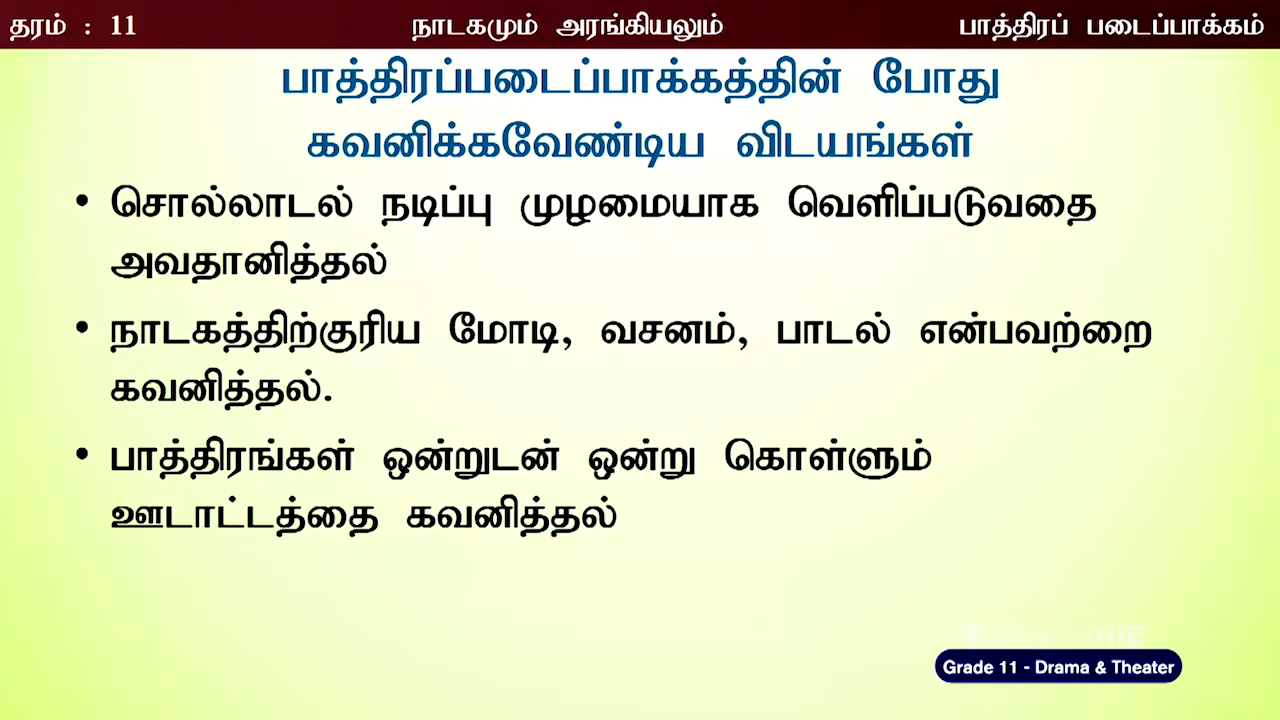 தரம் : 11 நாடகமும் அரங்கியலும் பாத்திரப் படைப்பாக்கம்
பாத்திரப்படைப்பாக்கத்தின் போது
கவனிக்கவேண்டிய விடயங்கள்
• சொல்லாடல் நடிப்பு முழமையாக வெளிப்படுவதை
அவதானித்தல்
• நாடகத்திற்குரிய மோடி, வசனம், பாடல் என்பவற்றை
கவனித்தல்.
• பாத்திரங்கள் ஒன்றுடன் ஒன்று கொள்ளும்
ஊடாட்டத்தை கவனித்தல்
Grade 11 - Drama & Theater